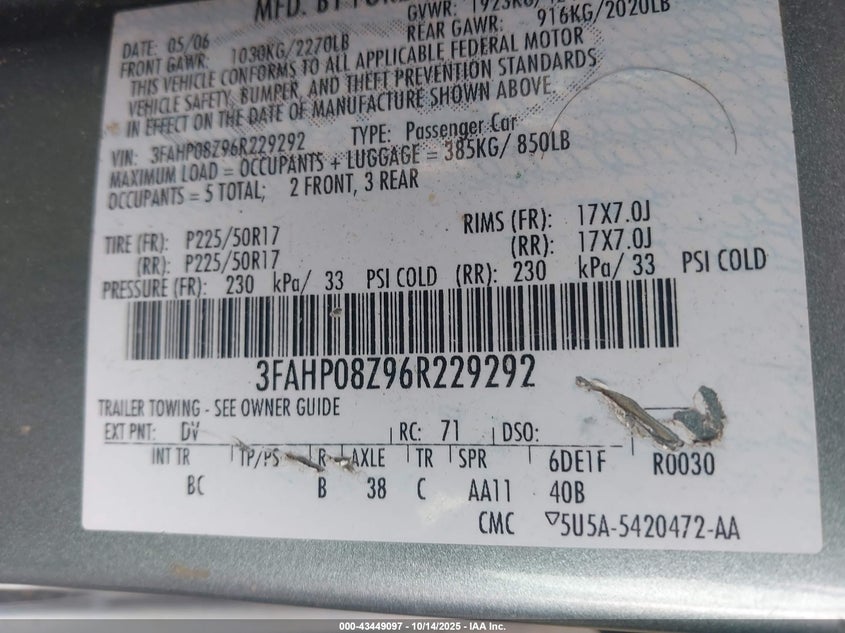 MFD. BY FORD
GVWR: 1923KG/
DATE: 05/06
REAR GAWR: 916KG/2020LB
FRONT GAWR: 1030KG/2270LB
THIS VEHICLE CONFORMS TO ALL APPLICABLE FEDERAL MOTOR
VEHICLE SAFETY, BUMPER, AND THEFT PREVENTION STANDARDS
IN EFFECT ON THE DATE OF MANUFACTURE SHOWN ABOVE.
VIN: 3FAHP08Z96R229292 TYPE: Passenger Car
MAXIMUM LOAD = OCCUPANTS + LUGGAGE = 385KG/ 850LB
OCCUPANTS = 5 TOTAL; 2 FRONT, 3 REAR
TIRE (FR): P225/50R17 RIMS (FR): 17X7.0J
(RR): P225/50R17 (RR): 17X7.0J
PRESSURE (FR): 230 kPa/ 33 PSI COLD (RR): 230 kPa/ 33 PSI COLD
3FAHP08Z96R229292
TRAILER TOWING - SEE OWNER GUIDE
EXT PNT: DV RC: 71 DSO:
INT TR TP/PS R AXLE TR SPR 6DE1F R0030
BC B 38 C AA11 40B
CMC 5U5A-5420472-AA
000-43449097 - 10/14/2025 - IAA Inc.